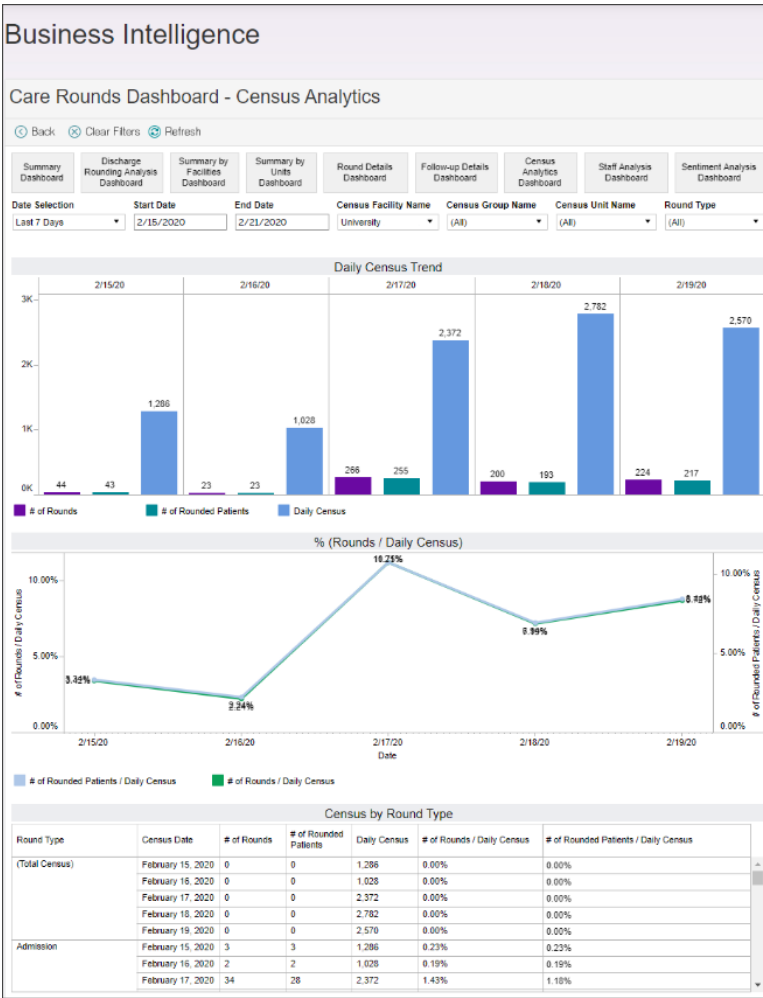 Business Intelligence
Care Rounds Dashboard - Census Analytics
Back Clear Filters Refresh
Summary Dashboard
Discharge Rounding Analysis Dashboard
Summary by Facilities Dashboard
Summary by Units Dashboard
Round Details Dashboard
Follow-up Details Dashboard
Census Analytics Dashboard
Staff Analysis Dashboard
Sentiment Analysis Dashboard
Date Selection Start Date End Date Census Facility Name Census Group Name Census Unit Name Round Type
Last 7 Days 2/15/2020 2/21/2020 University (All) (All) (All)
Daily Census Trend
2/15/20 2/16/20 2/17/20 2/18/20 2/19/20
3K
2K
1K
0K
44 43 1,286
23 23 1,028
266 255 2,372
200 193 2,782
224 217 2,570
# of Rounds # of Rounded Patients Daily Census
% (Rounds / Daily Census)
# of Rounds / Daily Census
10.00%
5.00%
0.00%
2.24%
10.00%
5.00%
0.00%
# of Rounded Patients / Daily Census
2/15/20 2/16/20 2/17/20 2/18/20 2/19/20
Date
# of Rounded Patients / Daily Census # of Rounds / Daily Census
Census by Round Type
Round Type Census Date # of Rounds # of Rounded Patients Daily Census # of Rounds / Daily Census # of Rounded Patients / Daily Census
(Total Census) February 15, 2020 0 0 1,286 0.00% 0.00%
February 16, 2020 0 0 1,028 0.00% 0.00%
February 17, 2020 0 0 2,372 0.00% 0.00%
February 18, 2020 0 0 2,782 0.00% 0.00%
February 19, 2020 0 0 2,570 0.00% 0.00%
Admission February 15, 2020 3 3 1,286 0.23% 0.23%
February 16, 2020 2 2 1,028 0.19% 0.19%
February 17, 2020 34 28 2,372 1.43% 1.18%